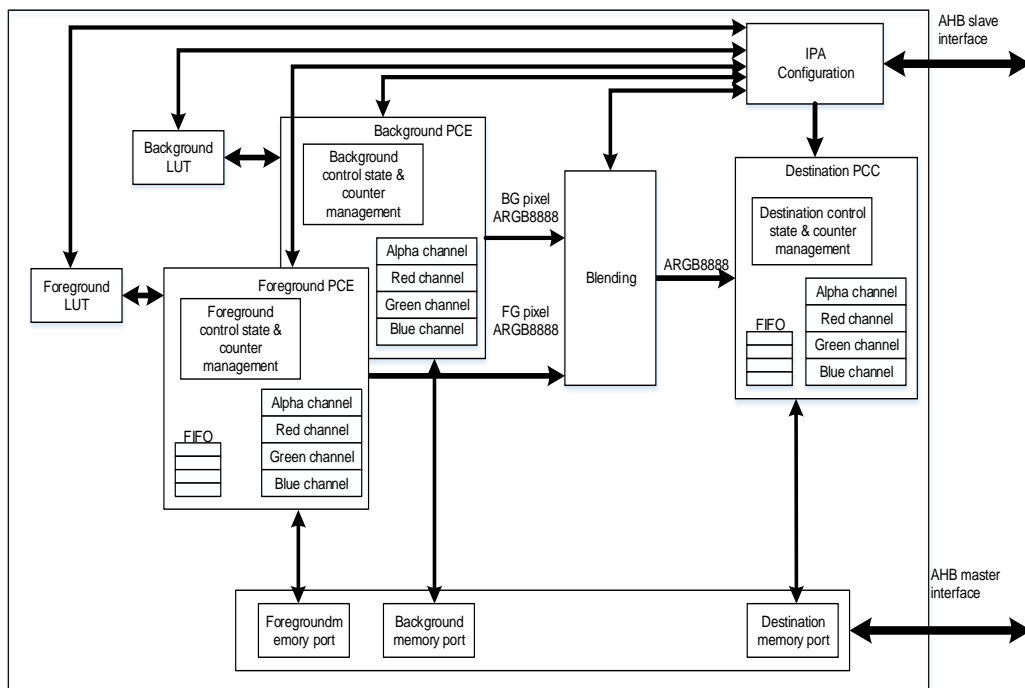 AHB slave
interface
IPA
Configuration
Background PCE
Background
LUT
Background
control state &
counter
management
Destination PCC
BG pixel
ARGB8888
Destination control
state & counter
management
Alpha channel
Red channel
Green channel
Blue channel
Blending
ARGB8888
Foreground
LUT
Foreground PCE
Foreground
control state &
counter
management
FG pixel
ARGB8888
FIFO
Alpha channel
Red channel
Green channel
Blue channel
Alpha channel
Red channel
Green channel
Blue channel
FIFO
AHB master
interface
Foregroundm
emory port
Background
memory port
Destination
memory port